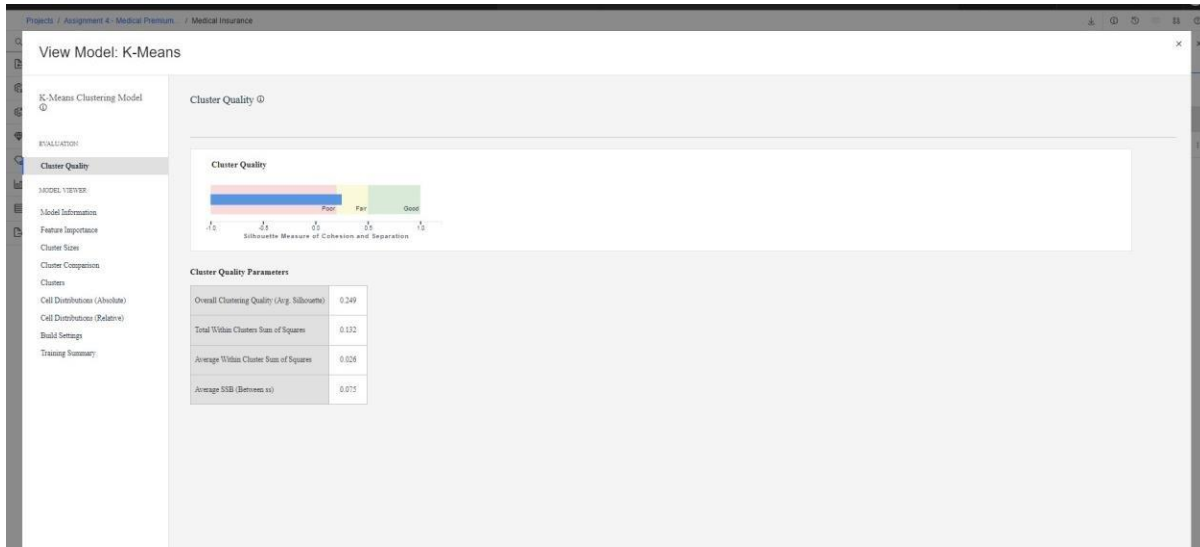 Projects / Assignment 4 - Medical Premium... / Medical Insurance
View Model: K-Means
K-Means Clustering Model
EVALUATION
Cluster Quality
MODEL VIEWER
Model Information
Feature Importance
Cluster Sizes
Cluster Comparison
Clusters
Cell Distributions (Absolute)
Cell Distributions (Relative)
Build Settings
Training Summary
Cluster Quality
Cluster Quality
Poor Fair Good
-1.0 -0.5 0.0 0.5 1.0
Silhouette Measure of Cohesion and Separation
Cluster Quality Parameters
Overall Clustering Quality (Avg. Silhouette) 0.249
Total Within Clusters Sum of Squares 0.132
Average Within Cluster Sum of Squares 0.026
Average SSB (Between ss) 0.075